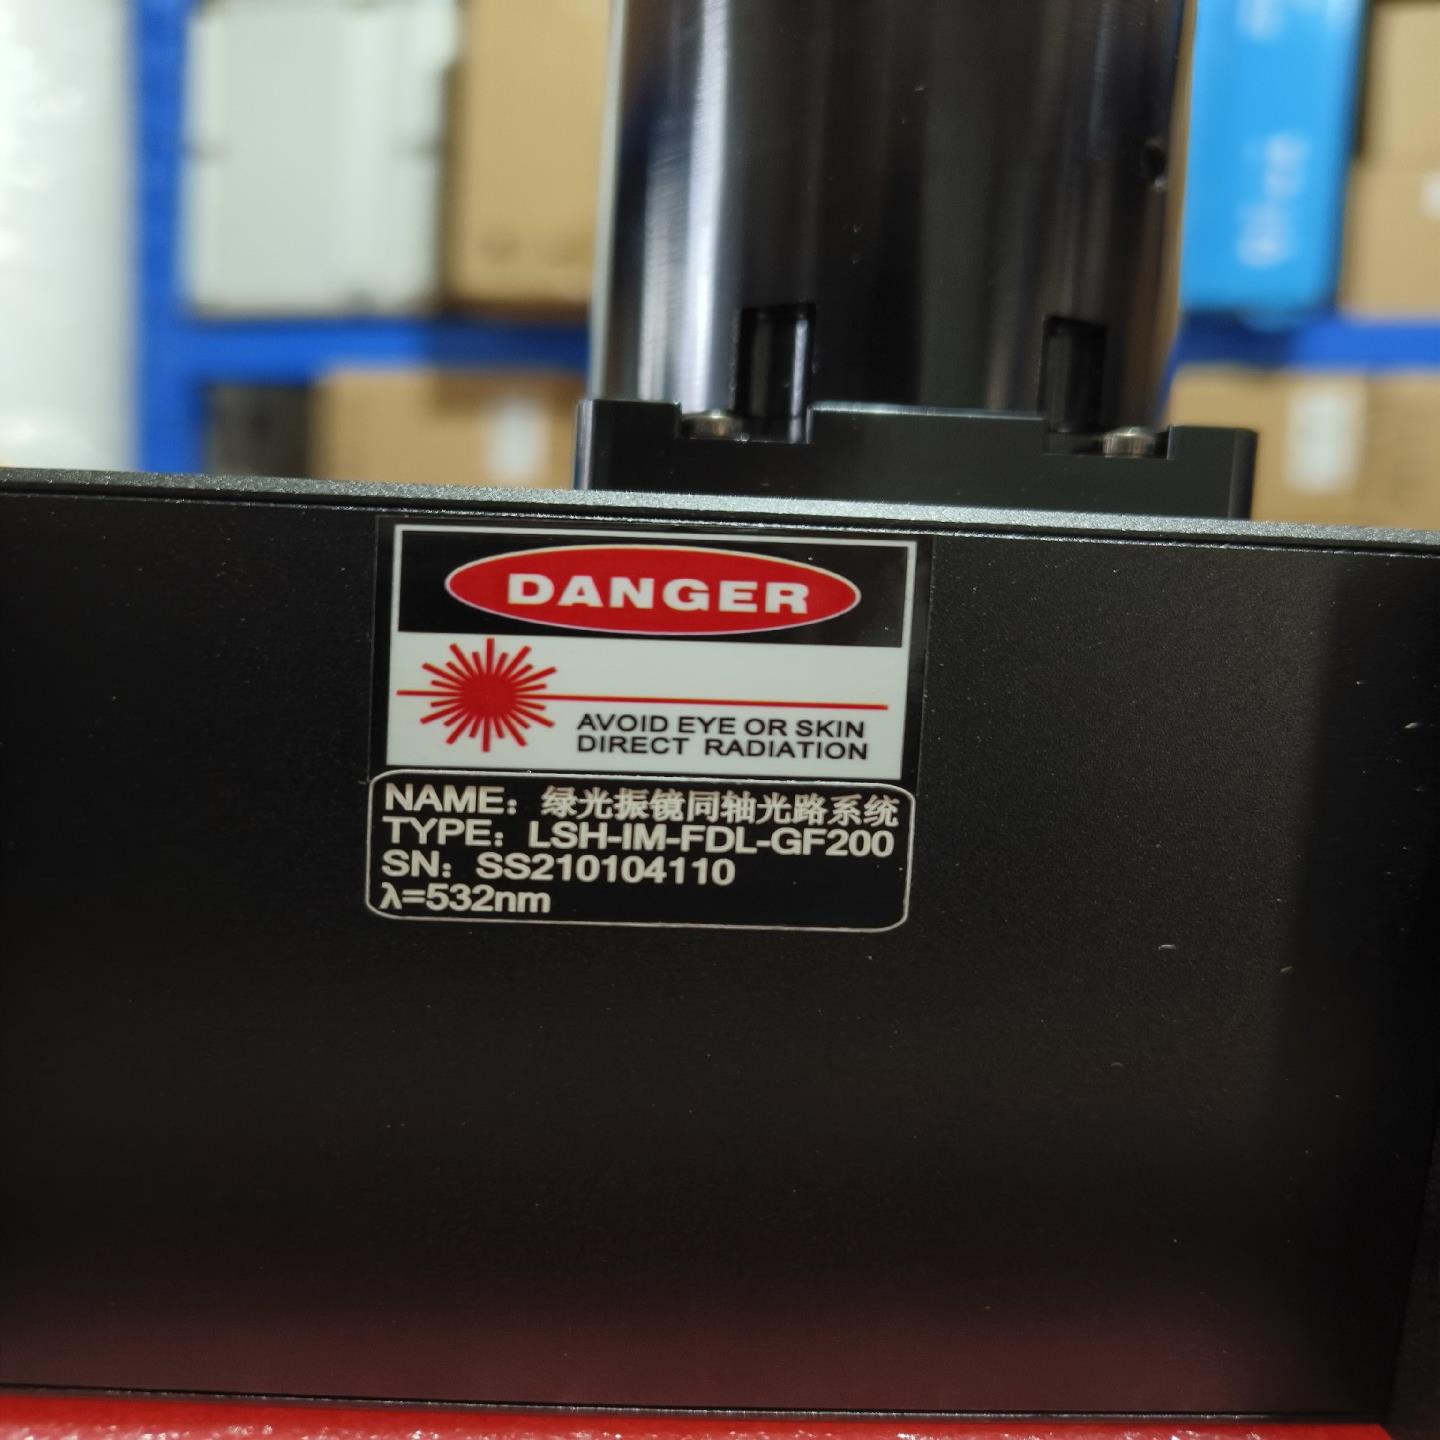 DANGER
AVOID EYE OR SKIN
DIRECT RADIATION
NAME：绿光振镜同轴光路系统
TYPE：LSH-IM-FDL-GF200
SN：SS210104110
λ=532nm